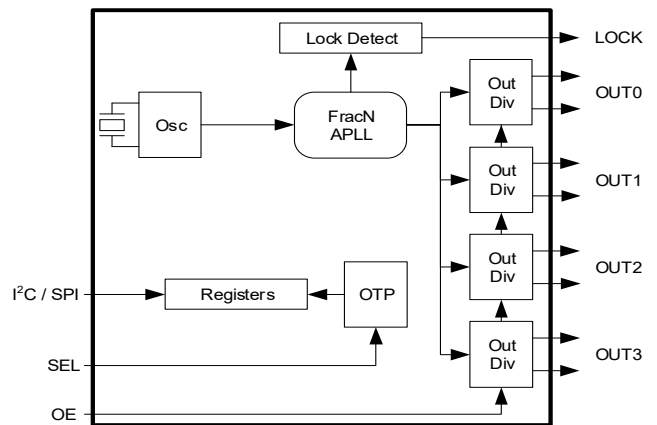 Lock Detect
LOCK
Osc
FracN
APLL
Out
Div
OUT0
Out
Div
OUT1
Out
Div
OUT2
I²C / SPI
Registers
OTP
Out
Div
OUT3
SEL
OE